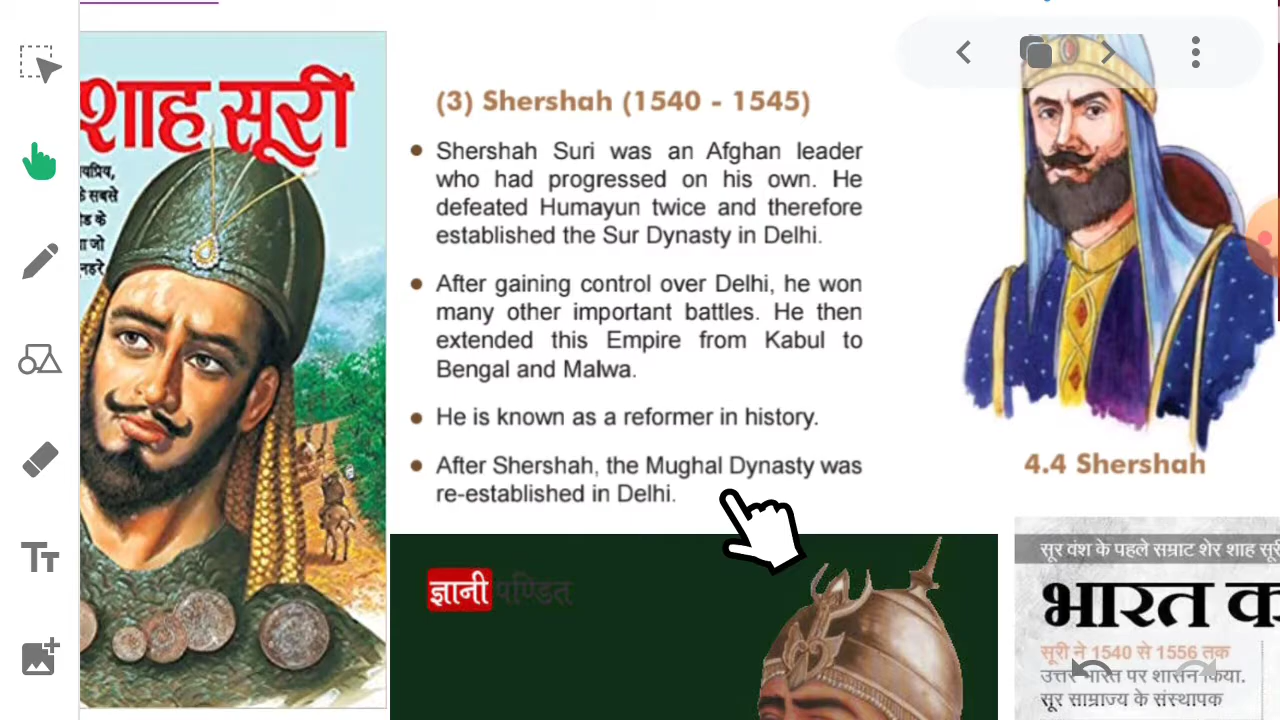 शाह सूरी
यप्रिय,
के सबसे
ड के
ा जो
नहरे
(3) Shershah (1540 - 1545)
Shershah Suri was an Afghan leader
who had progressed on his own. He
defeated Humayun twice and therefore
established the Sur Dynasty in Delhi.
After gaining control over Delhi, he won
many other important battles. He then
extended this Empire from Kabul to
Bengal and Malwa.
He is known as a reformer in history.
After Shershah, the Mughal Dynasty was
re-established in Delhi.
4.4 Shershah
ज्ञानी पण्डित
सूर वंश के पहले सम्राट शेर शाह सूरी
भारत क
सूरी ने 1540 से 1556 तक
उत्तर भारत पर शासन किया.
सूर साम्राज्य के संस्थापक
Tт